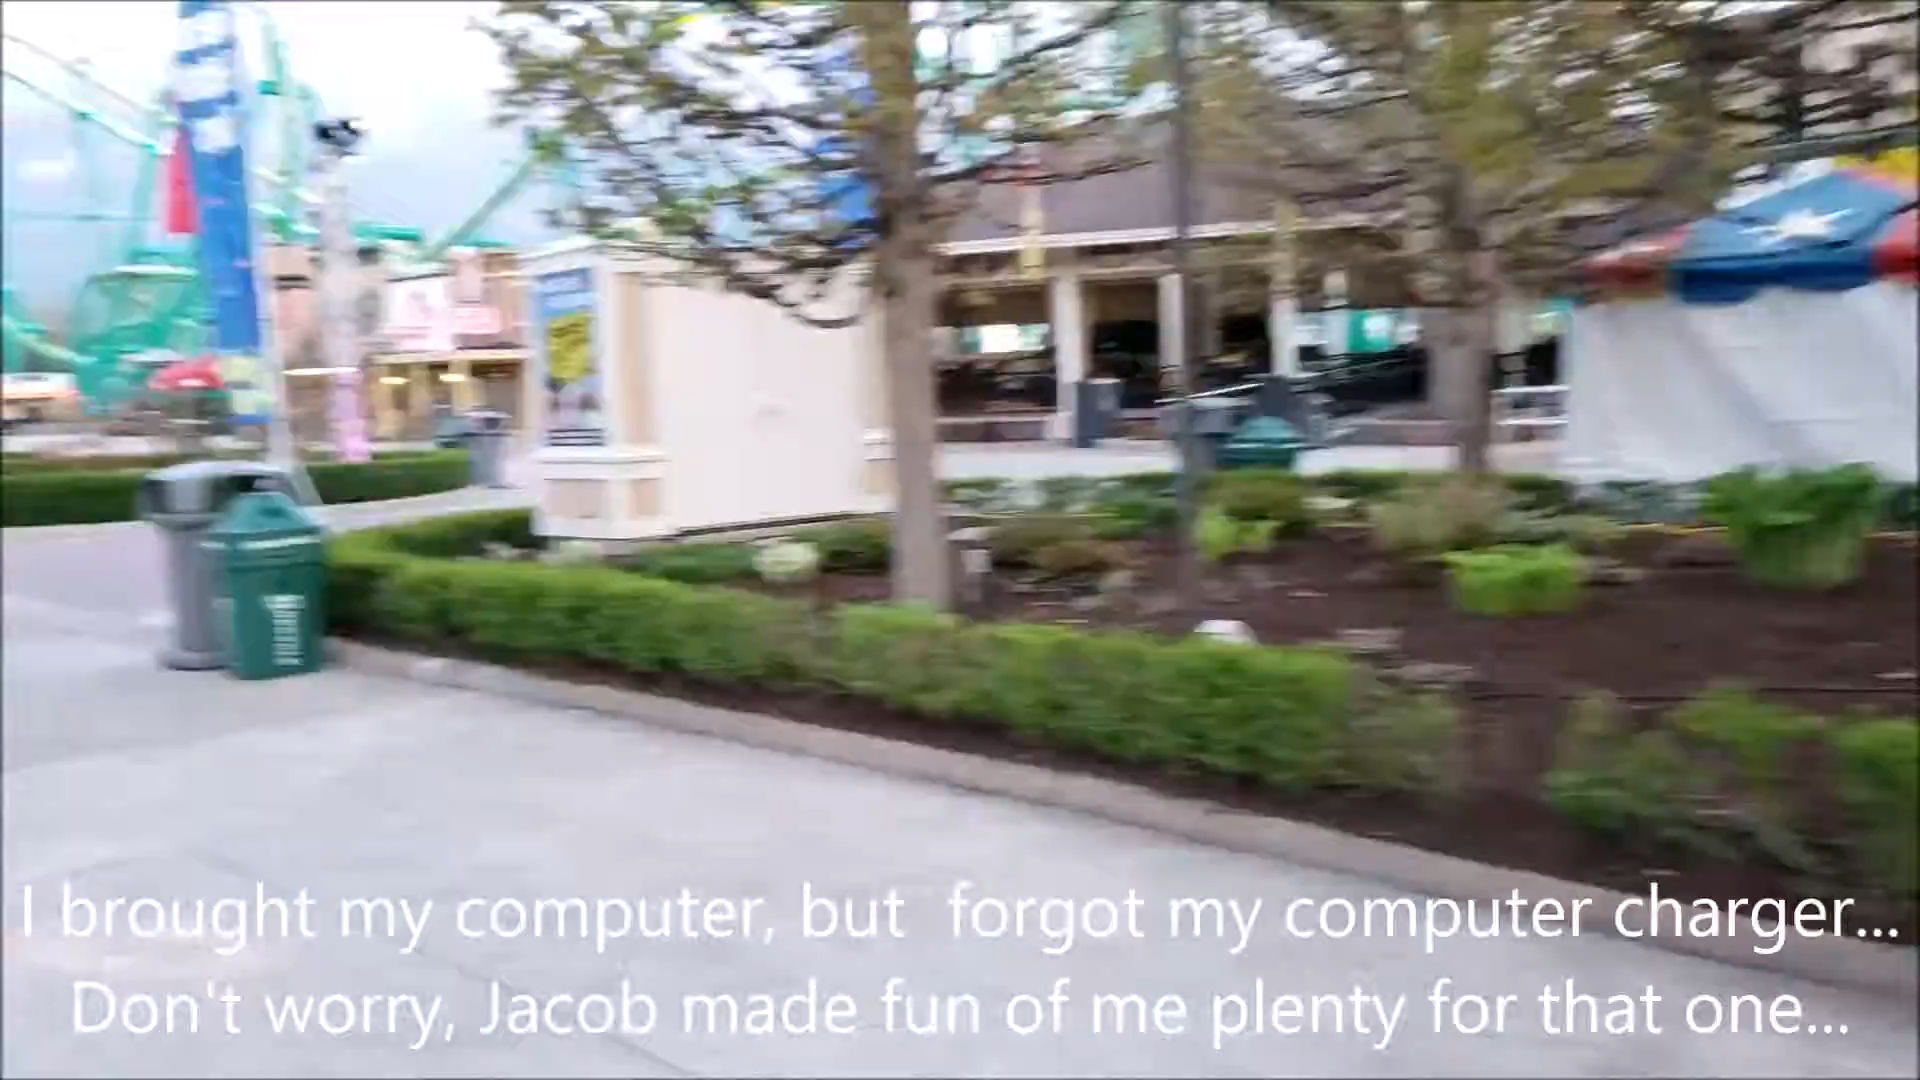 I brought my computer, but  forgot my computer charger...
Don't worry, Jacob made fun of me plenty for that one...